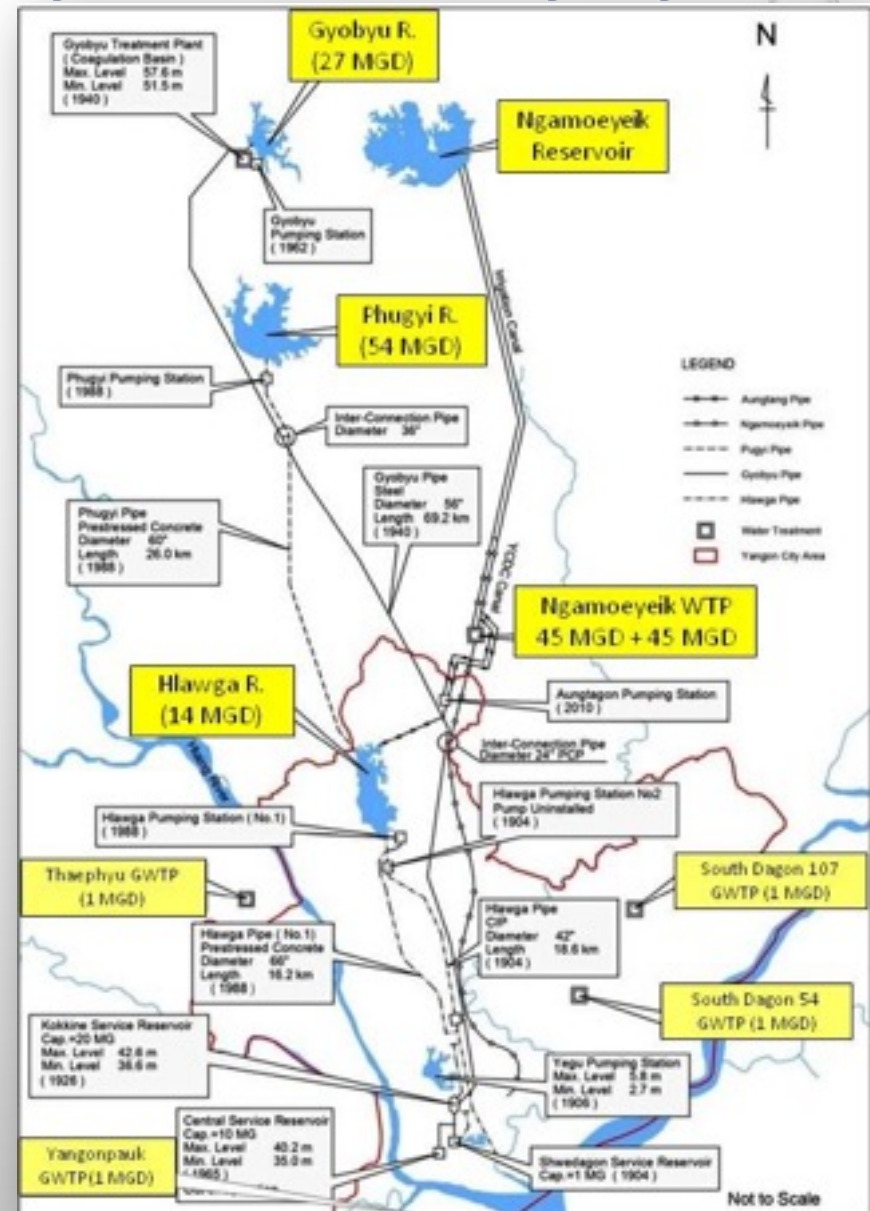 Gyobyu Treatment Plant
( Coagulation Basin )
Max. Level 57.6 m
Min. Level 51.5 m
( 1940 )
Gyobyu R.
(27 MGD)
N
Ngamoeyeik
Reservoir
Gyobyu
Pumping Station
( 1962 )
Irrigation Canal
Phugyi R.
(54 MGD)
Phugyi Pumping Station
( 1988 )
Inter-Connection Pipe
Diameter 36"
LEGEND
Aungtang Pipe
Ngamoeyeik Pipe
Pugyi Pipe
Gyobyu Pipe
Hlawga Pipe
Water Treatment
Yangon City Area
Gyobyu Pipe
Steel
Diameter 56"
Length 69.2 km
( 1940 )
Phugyi Pipe
Prestressed Concrete
Diameter 60"
Length 26.0 km
( 1988 )
YCDC Canal
Ngamoeyeik WTP
45 MGD + 45 MGD
Hlawga R.
(14 MGD)
Aungtagon Pumping Station
( 2010 )
Inter-Connection Pipe
Diameter 24" PCP
Hlawga Pumping Station No2
Pump Uninstalled
( 1904 )
Hlawga Pumping Station ( No.1)
( 1988 )
Thaephyu GWTP
(1 MGD)
South Dagon 107
GWTP (1 MGD)
Hlawga Pipe ( No.1)
Prestressed Concrete
Diameter 66"
Length 16.2 km
( 1988 )
Hlawga Pipe
CIP
Diameter 42"
Length 18.6 km
( 1904 )
South Dagon 54
GWTP (1 MGD)
Kokkine Service Reservoir
Cap.=20 MG
Max. Level 42.6 m
Min. Level 36.6 m
( 1926 )
Yegu Pumping Station
Max. Level 5.8 m
Min. Level 2.7 m
( 1906 )
Central Service Reservoir
Cap.=10 MG
Max. Level 40.2 m
Min. Level 35.0 m
( 1965 )
Yangonpauk
GWTP(1 MGD)
Shwedagon Service Reservoir
Cap.=1 MG ( 1904 )
Not to Scale